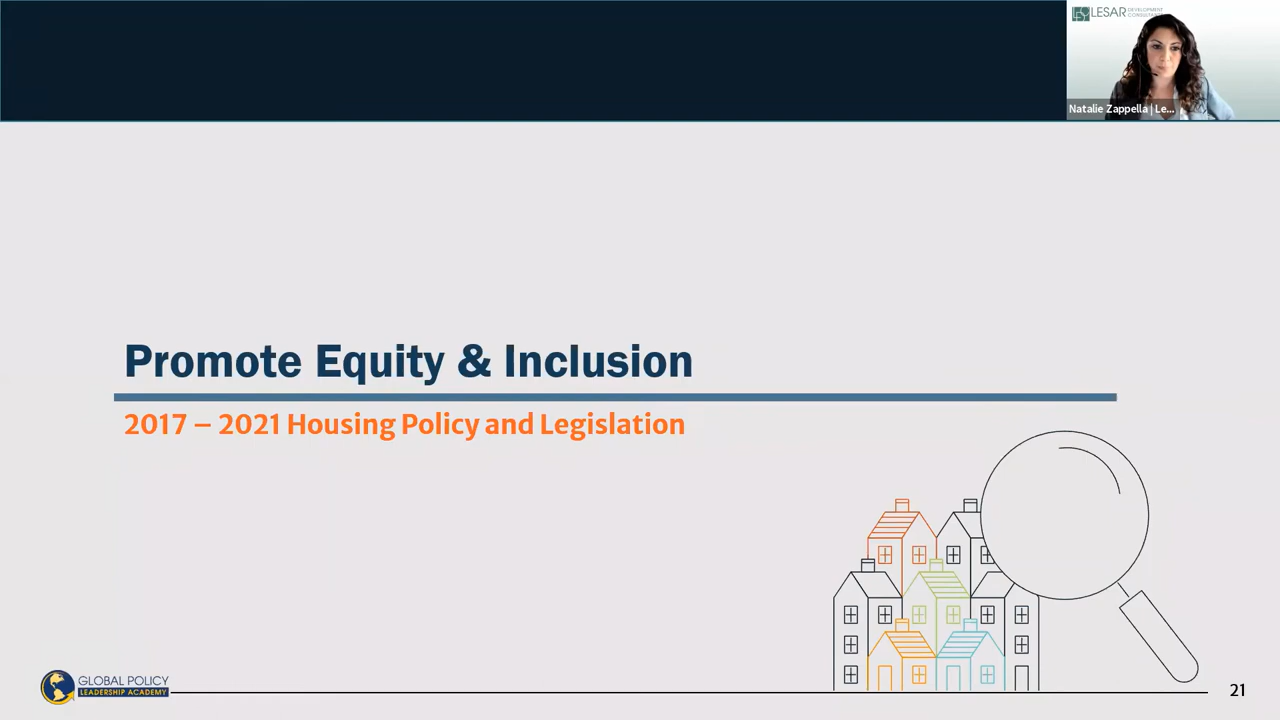 LESAR DEVELOPMENT
CONSULTANTS
Natalie Zappella | Le...
Promote Equity & Inclusion
2017 – 2021 Housing Policy and Legislation
GLOBAL POLICY
LEADERSHIP ACADEMY
21